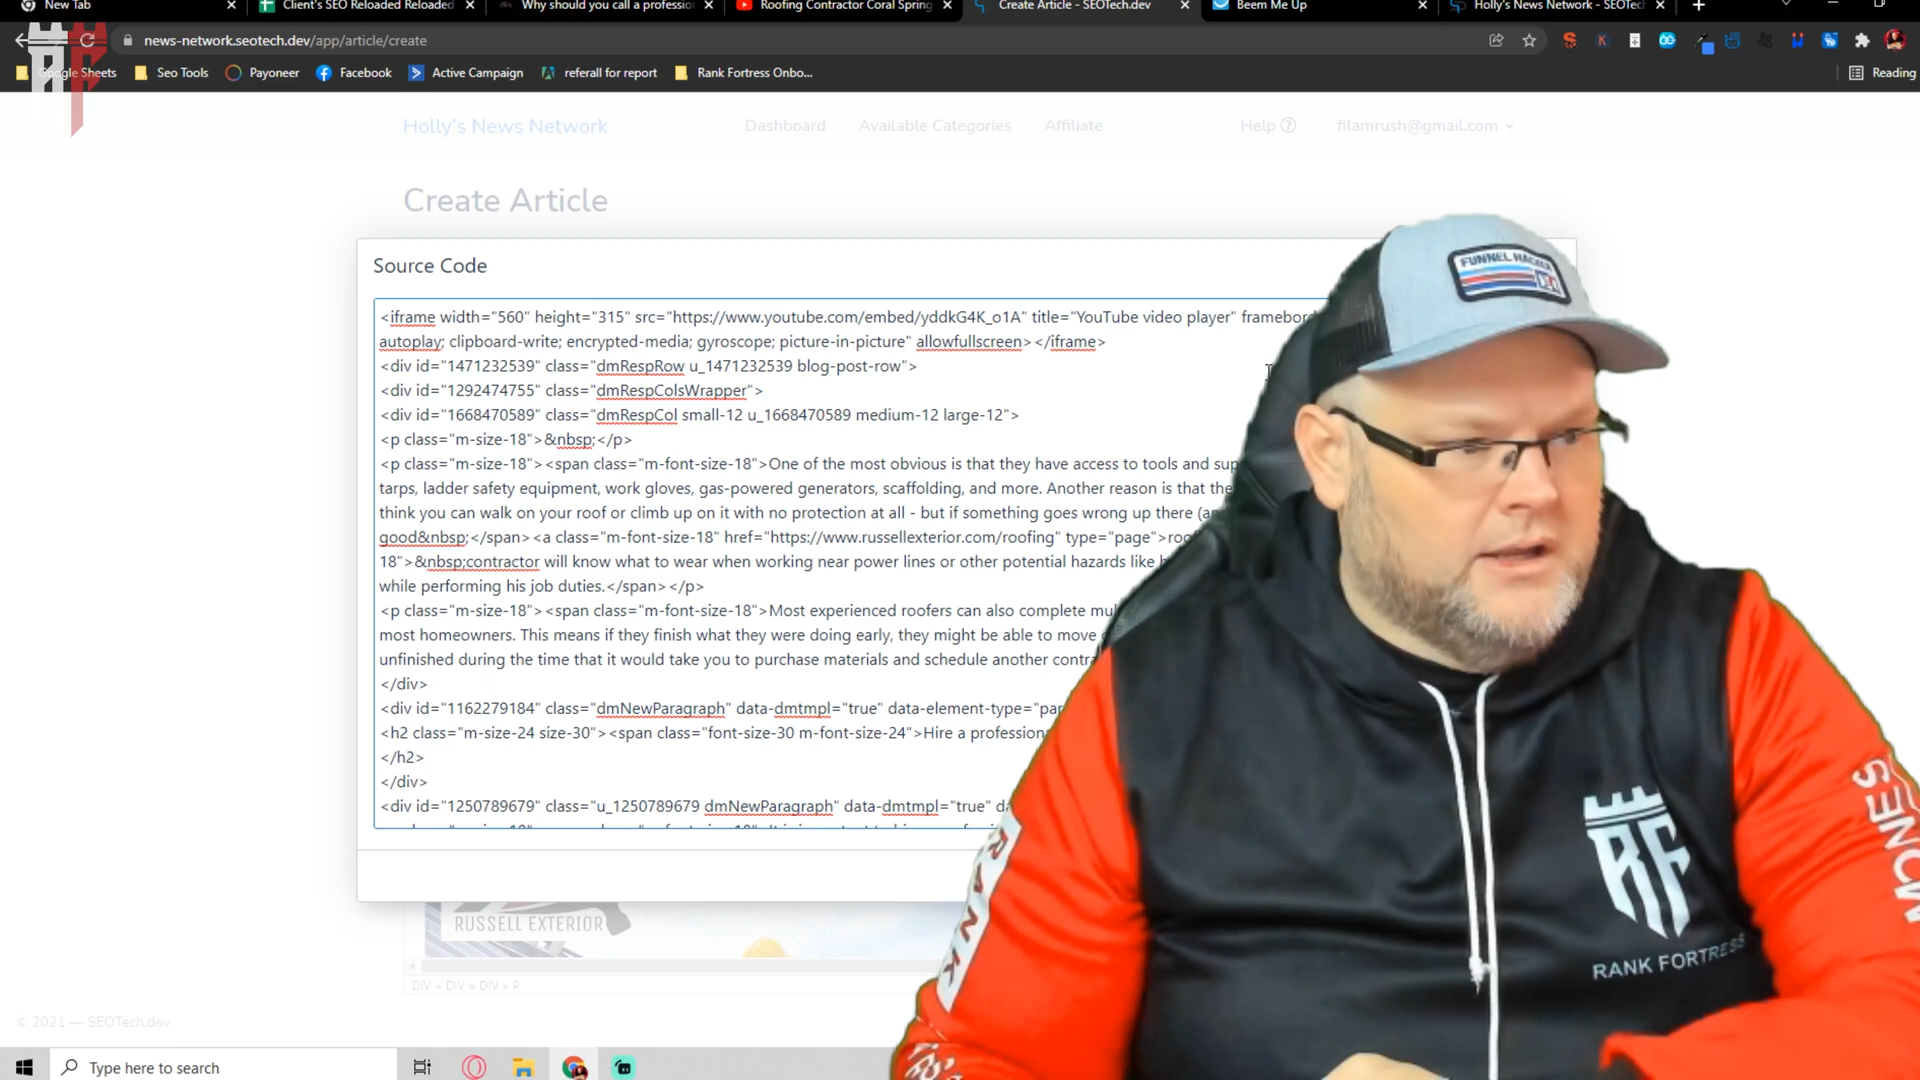 New Tab
Client's SEO Reloaded Reloaded
Why should you call a professio
Roofing Contractor Coral Spring
Create Article - SEOTech.dev
Beem Me Up
Holly's News Network - SEOTec
news-network.seotech.dev/app/article/create
Google Sheets
Seo Tools
Payoneer
Facebook
Active Campaign
referall for report
Rank Fortress Onbo...
Reading
Holly's News Network
Dashboard
Available Categories
Affiliate
Help
filamrush@gmail.com
Create Article
Source Code
<iframe width="560" height="315" src="https://www.youtube.com/embed/yddkG4K_o1A" title="YouTube video player" framebord
autoplay; clipboard-write; encrypted-media; gyroscope; picture-in-picture" allowfullscreen></iframe>
<div id="1471232539" class="dmRespRow u_1471232539 blog-post-row">
<div id="1292474755" class="dmRespColsWrapper">
<div id="1668470589" class="dmRespCol small-12 u_1668470589 medium-12 large-12">
<p class="m-size-18">&nbsp;</p>
<p class="m-size-18"><span class="m-font-size-18">One of the most obvious is that they have access to tools and sup
tarps, ladder safety equipment, work gloves, gas-powered generators, scaffolding, and more. Another reason is that the
think you can walk on your roof or climb up on it with no protection at all - but if something goes wrong up there (an
good&nbsp;</span><a class="m-font-size-18" href="https://www.russellexterior.com/roofing" type="page">roo
18">&nbsp;contractor will know what to wear when working near power lines or other potential hazards like
while performing his job duties.</span></p>
<p class="m-size-18"><span class="m-font-size-18">Most experienced roofers can also complete mul
most homeowners. This means if they finish what they were doing early, they might be able to move
unfinished during the time that it would take you to purchase materials and schedule another contra
</div>
<div id="1162279184" class="dmNewParagraph" data-dmtmpl="true" data-element-type="par
<h2 class="m-size-24 size-30"><span class="font-size-30 m-font-size-24">Hire a profession
</h2>
</div>
<div id="1250789679" class="u_1250789679 dmNewParagraph" data-dmtmpl="true" d
RUSSELL EXTERIOR
DIV » DIV » DIV » P
© 2021 — SEOTech.dev
Type here to search
FUNNEL HACKER
RANK FORTRESS
RANK
MONES